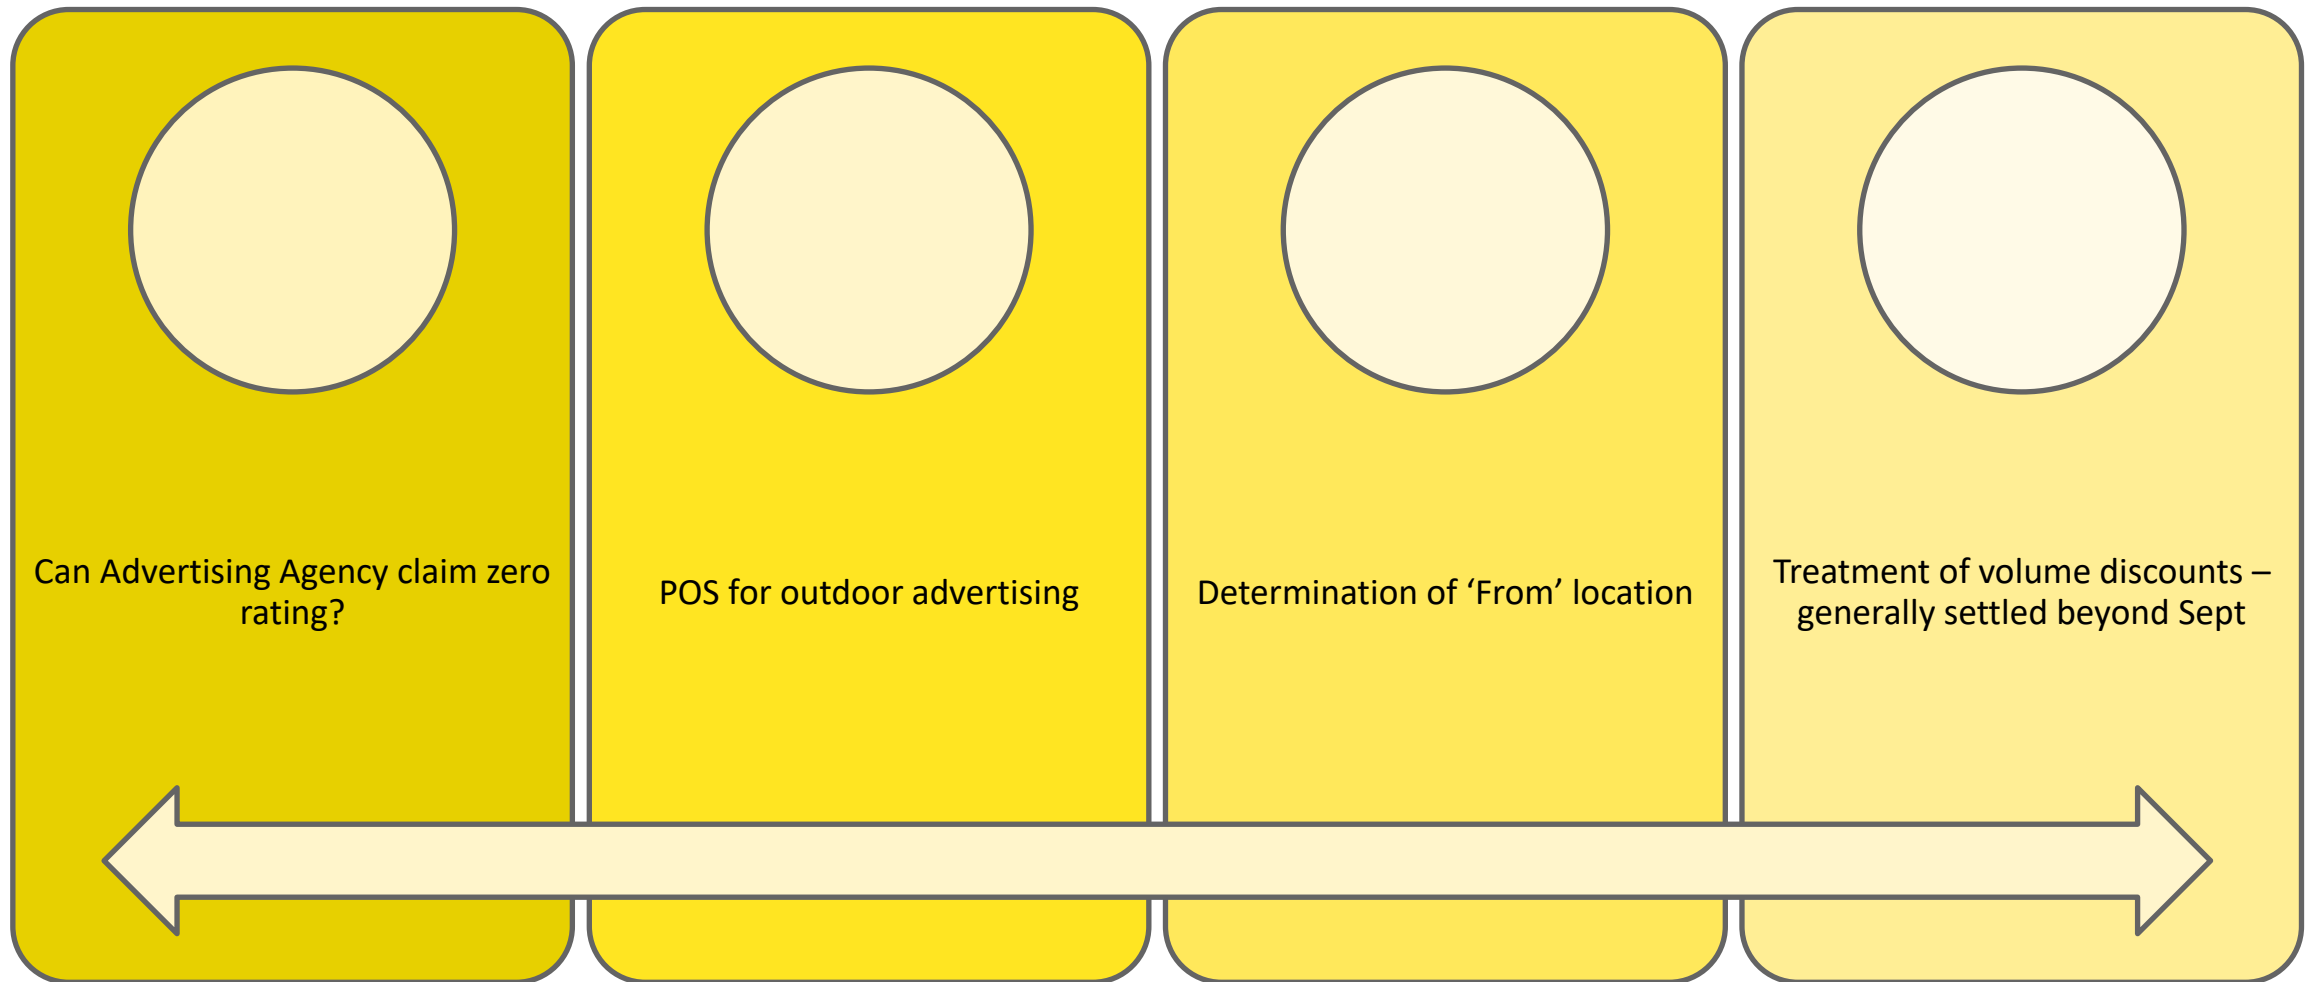 Can Advertising Agency claim zero
rating?
POS for outdoor advertising
Determination of ‘From’ location
Treatment of volume discounts –
generally settled beyond Sept